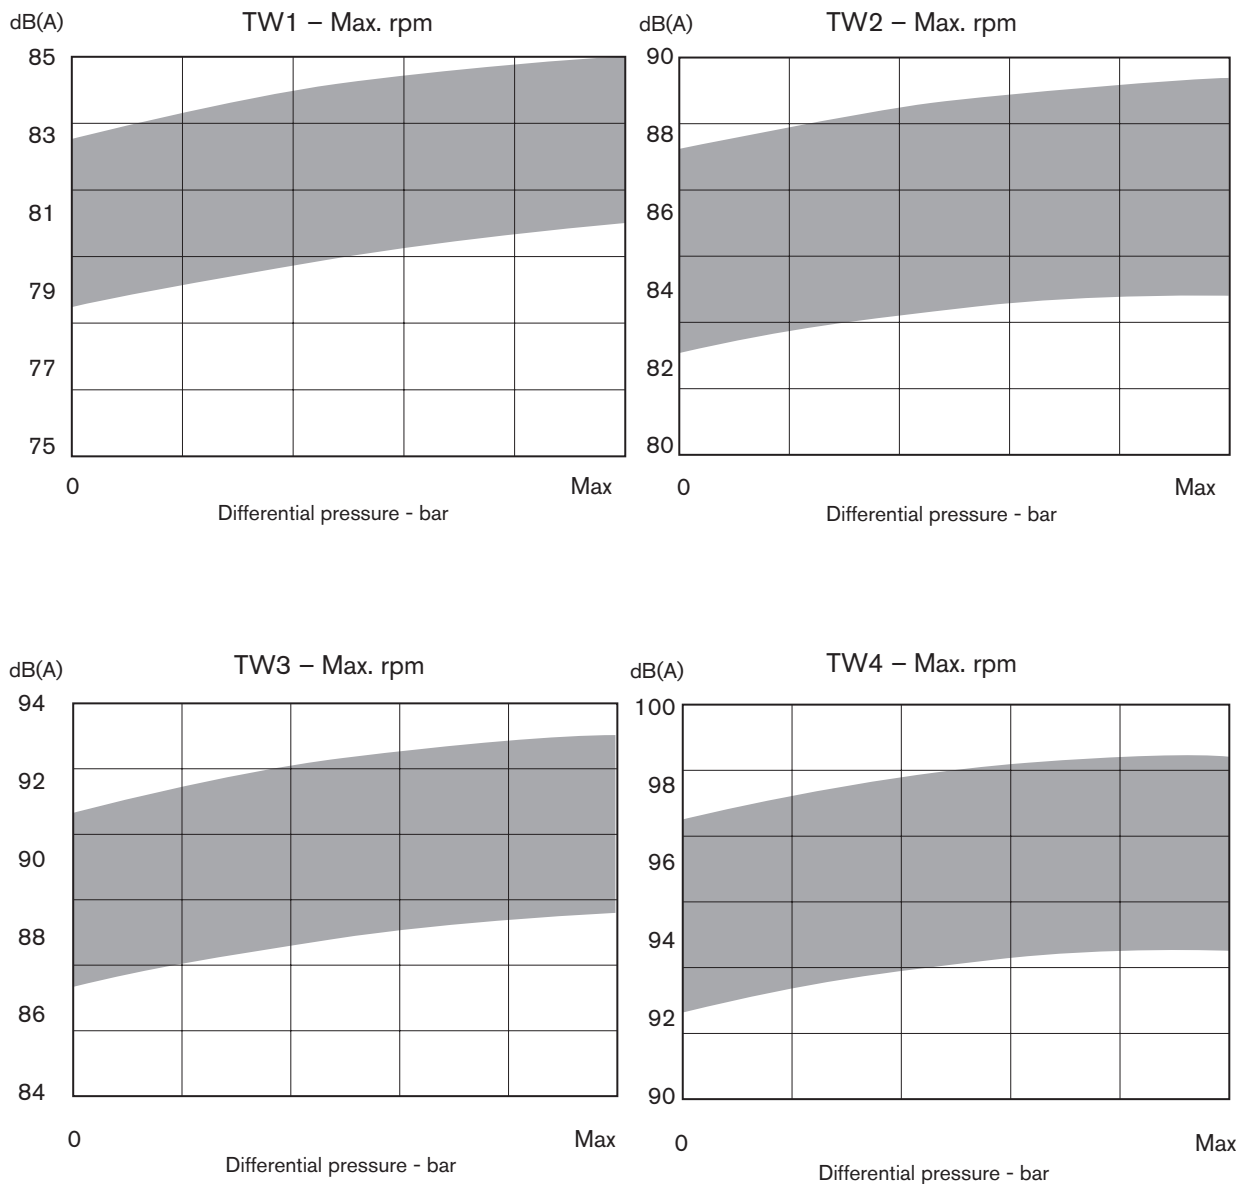 dB(A)
TW1 – Max. rpm
85
83
81
79
77
75
0
Max
Differential pressure - bar
dB(A)
TW2 – Max. rpm
90
88
86
84
82
80
0
Max
Differential pressure - bar
dB(A)
TW3 – Max. rpm
94
92
90
88
86
84
0
Max
Differential pressure - bar
dB(A)
TW4 – Max. rpm
100
98
96
94
92
90
0
Max
Differential pressure - bar